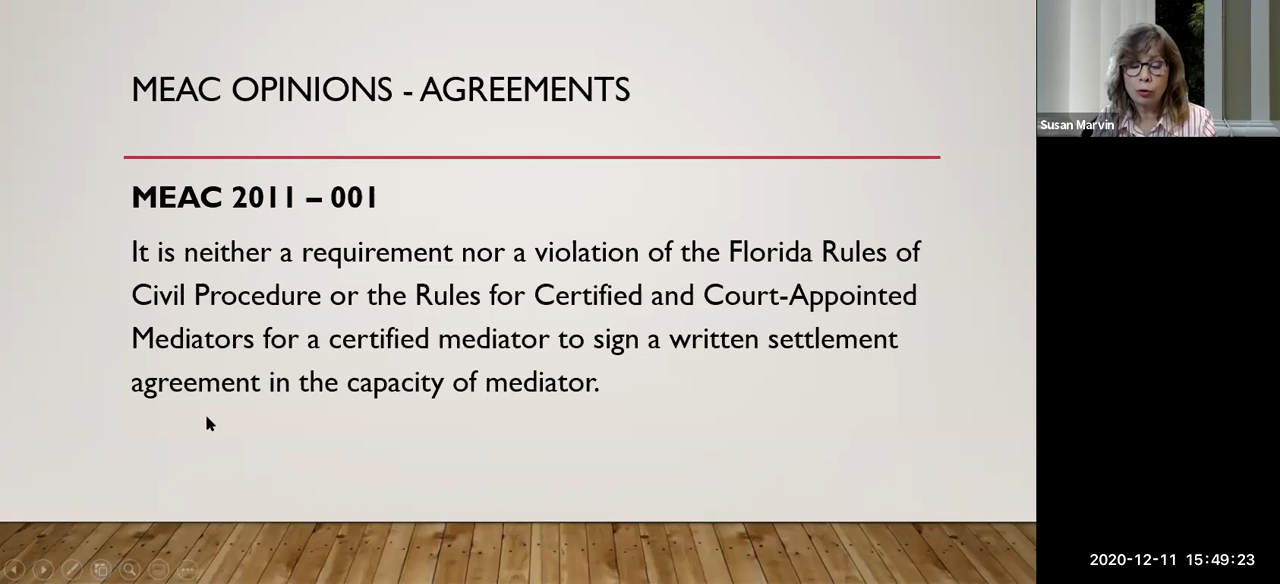 MEAC OPINIONS - AGREEMENTS
MEAC 2011 – 001
It is neither a requirement nor a violation of the Florida Rules of
Civil Procedure or the Rules for Certified and Court-Appointed
Mediators for a certified mediator to sign a written settlement
agreement in the capacity of mediator.
Susan Marvin
2020-12-11 15:49:23